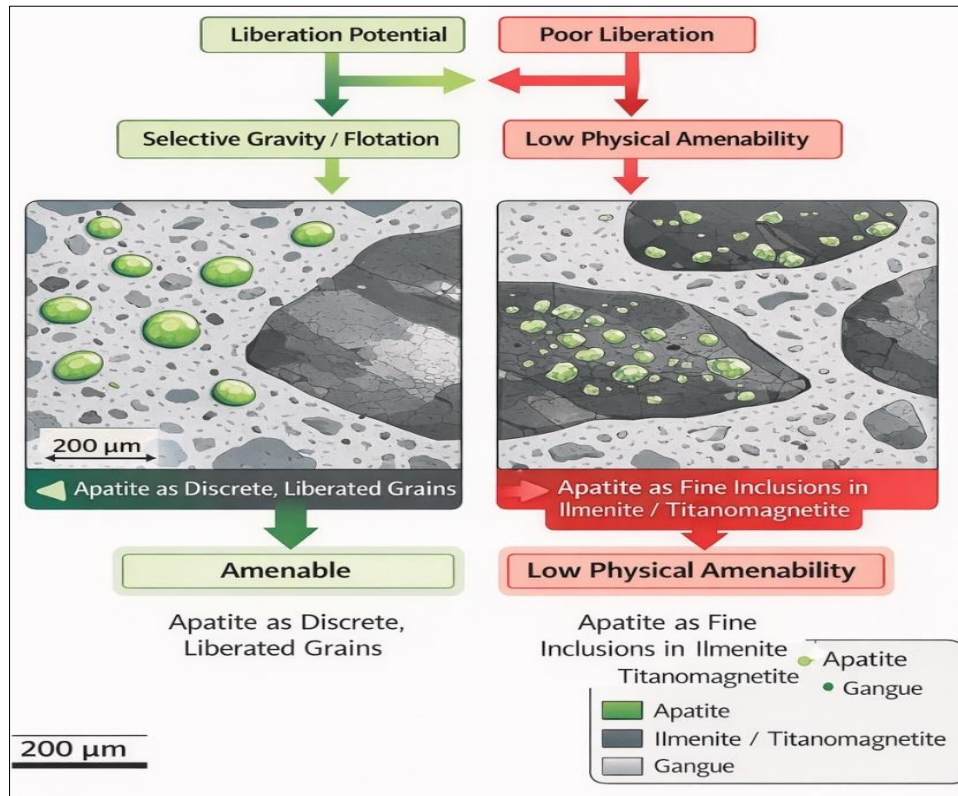 Liberation Potential
Poor Liberation
Selective Gravity / Flotation
Low Physical Amenability
200 µm
Apatite as Discrete, Liberated Grains
Apatite as Fine Inclusions in
Ilmenite / Titanomagnetite
Amenable
Low Physical Amenability
Apatite as Discrete,
Liberated Grains
Apatite as Fine
Inclusions in Ilmenite
Titanomagnetite
Apatite
Gangue
Apatite
Ilmenite / Titanomagnetite
Gangue
200 µm